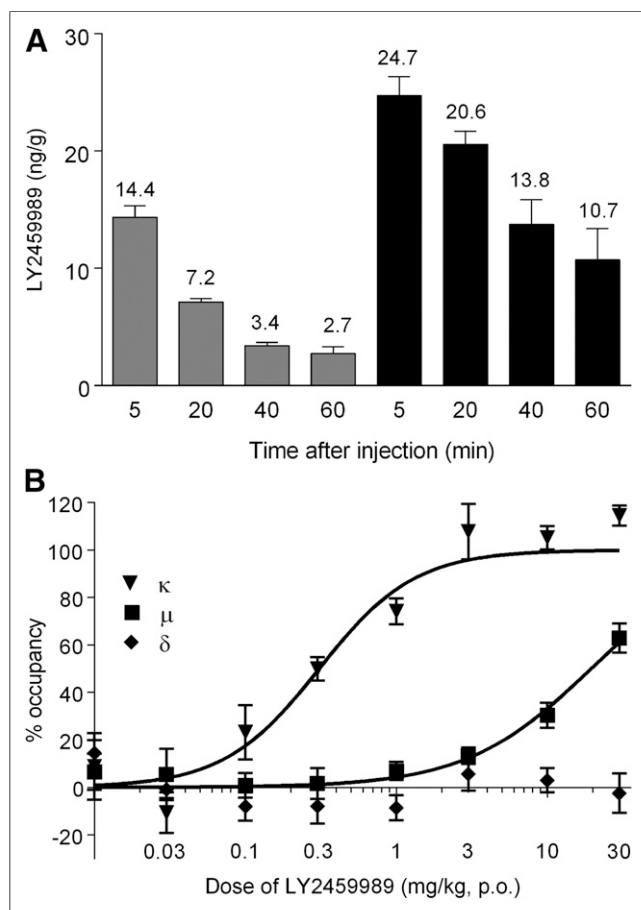 A
30
20
10
0
LY2459989 (ng/g)
14.4
7.2
3.4
2.7
24.7
20.6
13.8
10.7
5 20 40 60 5 20 40 60
Time after injection (min)
B
120
100
80
60
40
20
0
-20
% occupancy
κ
μ
δ
0.03 0.1 0.3 1 3 10 30
Dose of LY2459989 (mg/kg, p.o.)